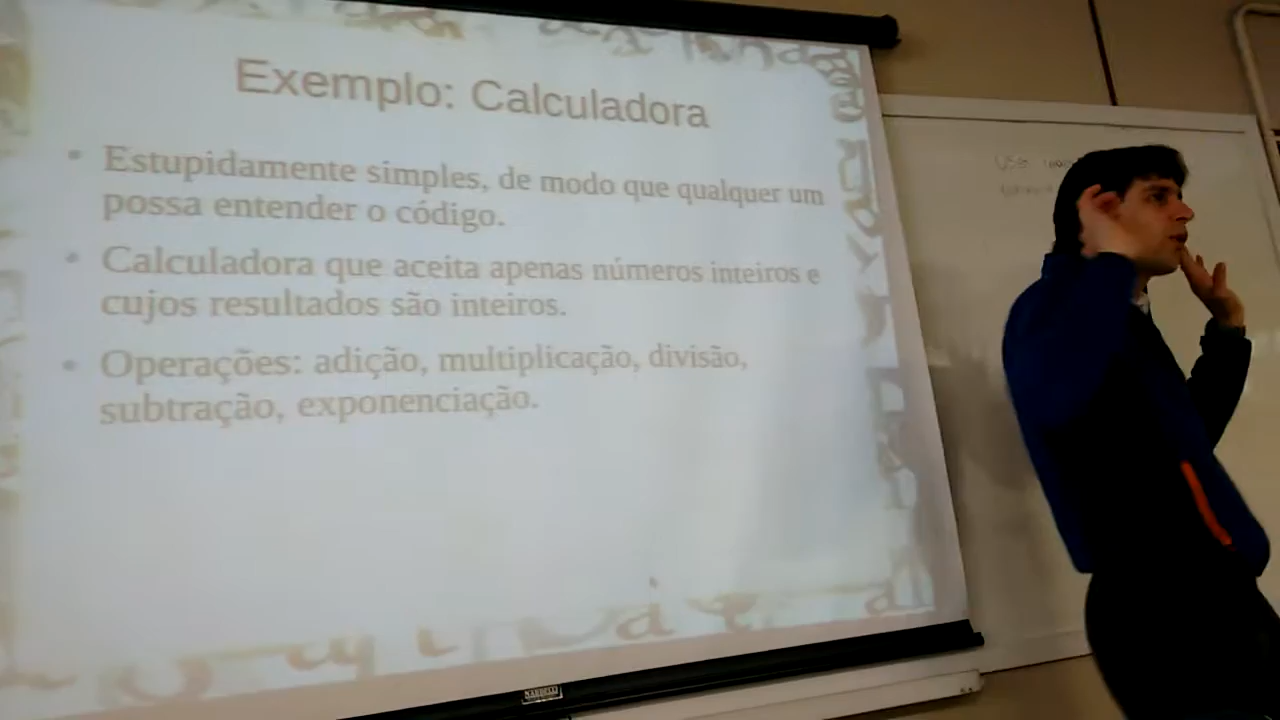 Exemplo: Calculadora
• Estupidamente simples, de modo que qualquer um
possa entender o código.
• Calculadora que aceita apenas números inteiros e
cujos resultados são inteiros.
• Operações: adição, multiplicação, divisão,
subtração, exponenciação.
NARDELLI